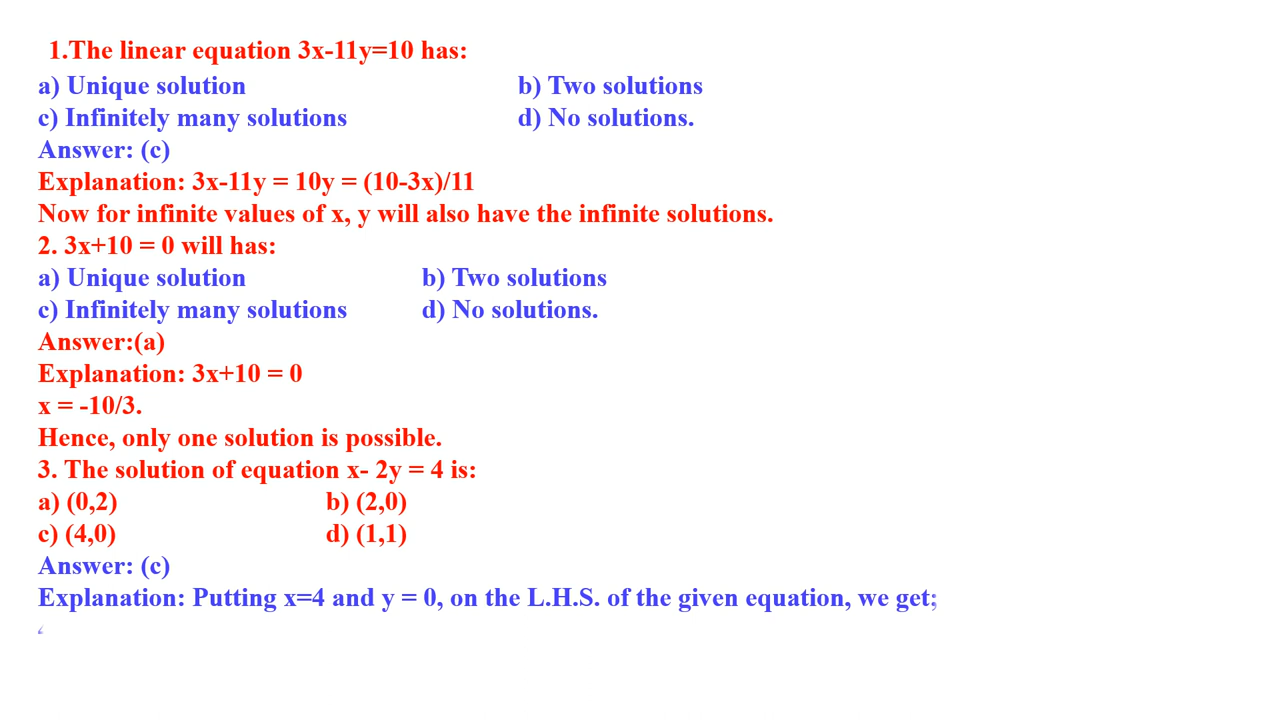 1.The linear equation 3x-11y=10 has:
a) Unique solution b) Two solutions
c) Infinitely many solutions d) No solutions.
Answer: (c)
Explanation: 3x-11y = 10y = (10-3x)/11
Now for infinite values of x, y will also have the infinite solutions.
2. 3x+10 = 0 will has:
a) Unique solution b) Two solutions
c) Infinitely many solutions d) No solutions.
Answer:(a)
Explanation: 3x+10 = 0
x = -10/3.
Hence, only one solution is possible.
3. The solution of equation x- 2y = 4 is:
a) (0,2) b) (2,0)
c) (4,0) d) (1,1)
Answer: (c)
Explanation: Putting x=4 and y = 0, on the L.H.S. of the given equation, we get;